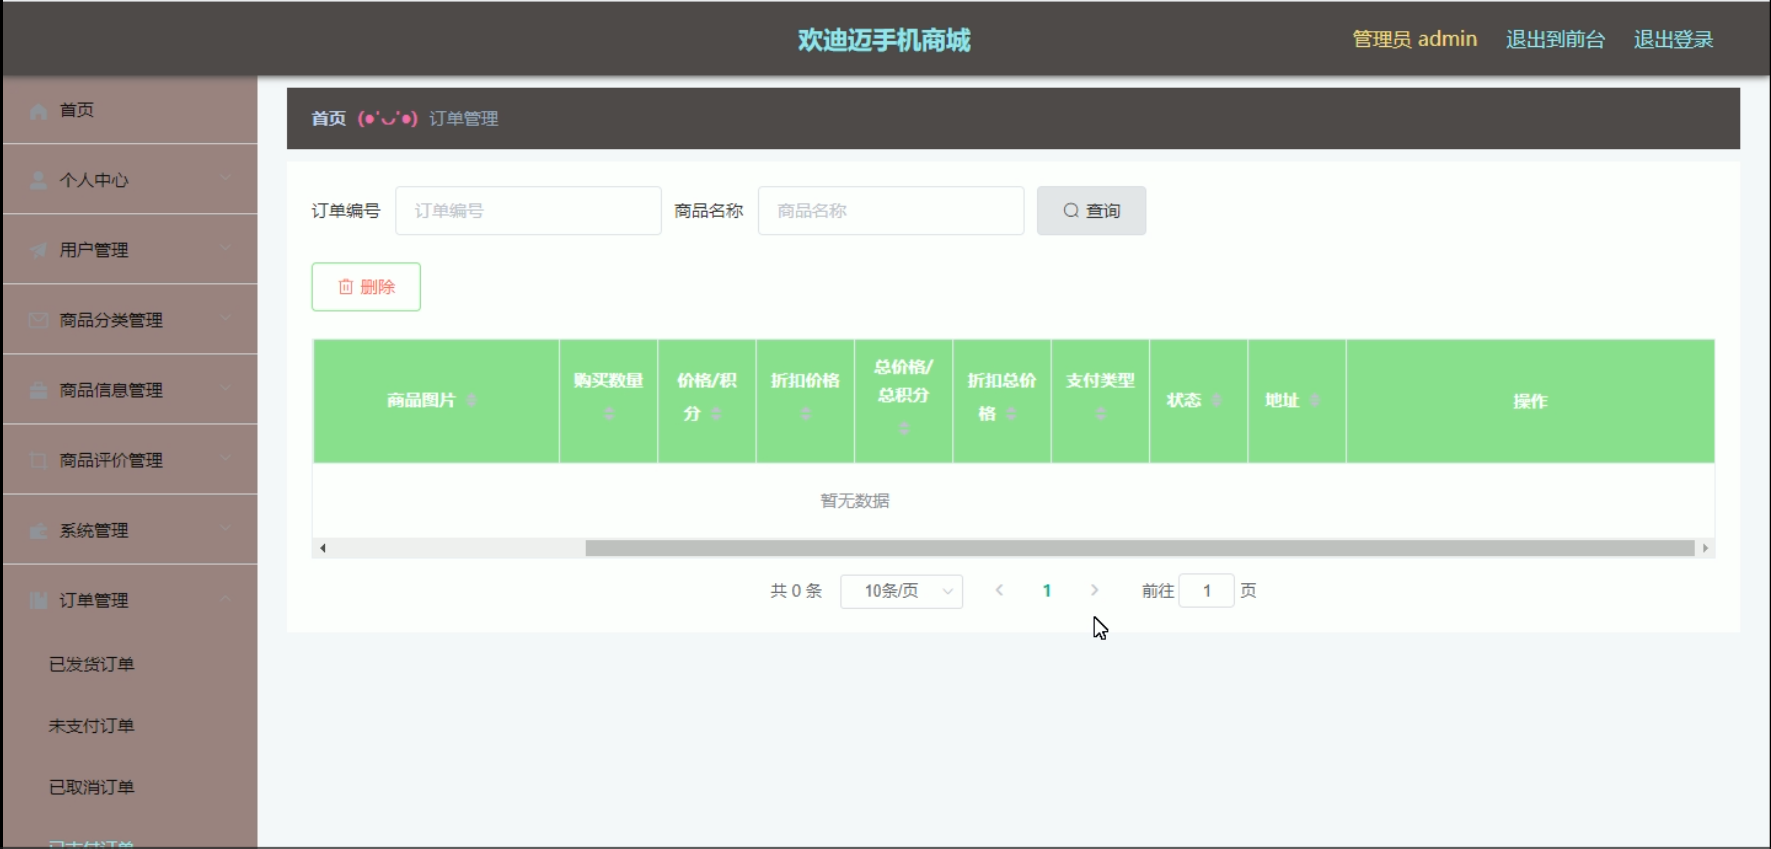 欢迪迈手机商城
管理员 admin
退出到前台
退出登录
首页
个人中心
用户管理
商品分类管理
商品信息管理
商品评价管理
系统管理
订单管理
已发货订单
未支付订单
已取消订单
已支付订单
首页 (●'◡'●) 订单管理
订单编号 订单编号 商品名称 商品名称 查询
删除
商品图片
购买数量
价格/积
分
折扣价格
总价格/
总积分
折扣总价
格
支付类型
状态
地址
操作
暂无数据
共 0 条 10条/页 1 前往 1 页